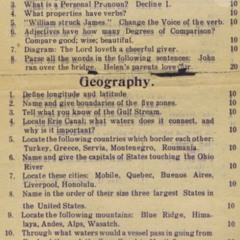 3. What is a Personal Pronoun? Decline I.
4. What properties have verbs? 10
5. "William struck James." Change the Voice of the verb. 10
6. Adjectives have how many Degrees of Comparison? Compare good; wise; beautiful. 10
7. Diagram: The Lord loveth a cheerful giver. 10
8. Parse all the words in the following sentences: John ran over the bridge. Helen's parents love her. 10
Geography.
1. Define longitude and latitude 10
2. Name and give boundaries of the five zones. 10
3. Tell what you know of the Gulf Stream. 10
4. Locate Erie Canal; what waters does it connect, and why is it important? 10
5. Locate the following countries which border each other: Turkey, Greece, Servia, Montenegro, Roumania. 10
6. Name and give the capitals of States touching the Ohio River. 10
7. Locate these cities: Mobile, Quebec, Buenos Aires, Liverpool, Honolulu. 10
8. Name in the order of their size three largest States in the United States. 10
9. Locate the following mountains: Blue Ridge, Himalaya, Andes, Alps, Wasatch. 10
10. Through what waters would a vessel pass in going from